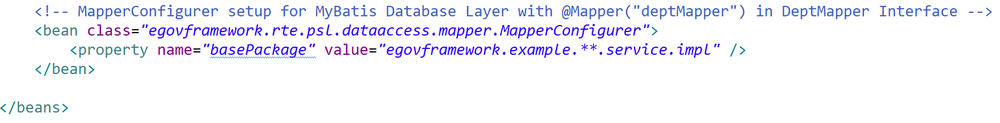 <!-- MapperConfigurer setup for MyBatis Database Layer with @Mapper("deptMapper") in DeptMapper Interface -->
<bean class="egovframework.rte.psl.dataaccess.mapper.MapperConfigurer">
<property name="basePackage" value="egovframework.example.**.service.impl" />
</bean>
</beans>